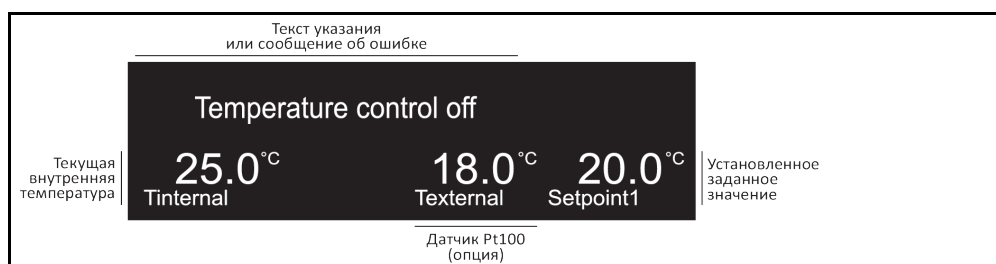 Текст указания
или сообщение об ошибке
Temperature control off
Текущая
внутренняя
температура
25.0°C
Tinternal
18.0°C
Texternal
20.0°C
Setpoint1
Установленное
заданное
значение
Датчик Pt100
(опция)